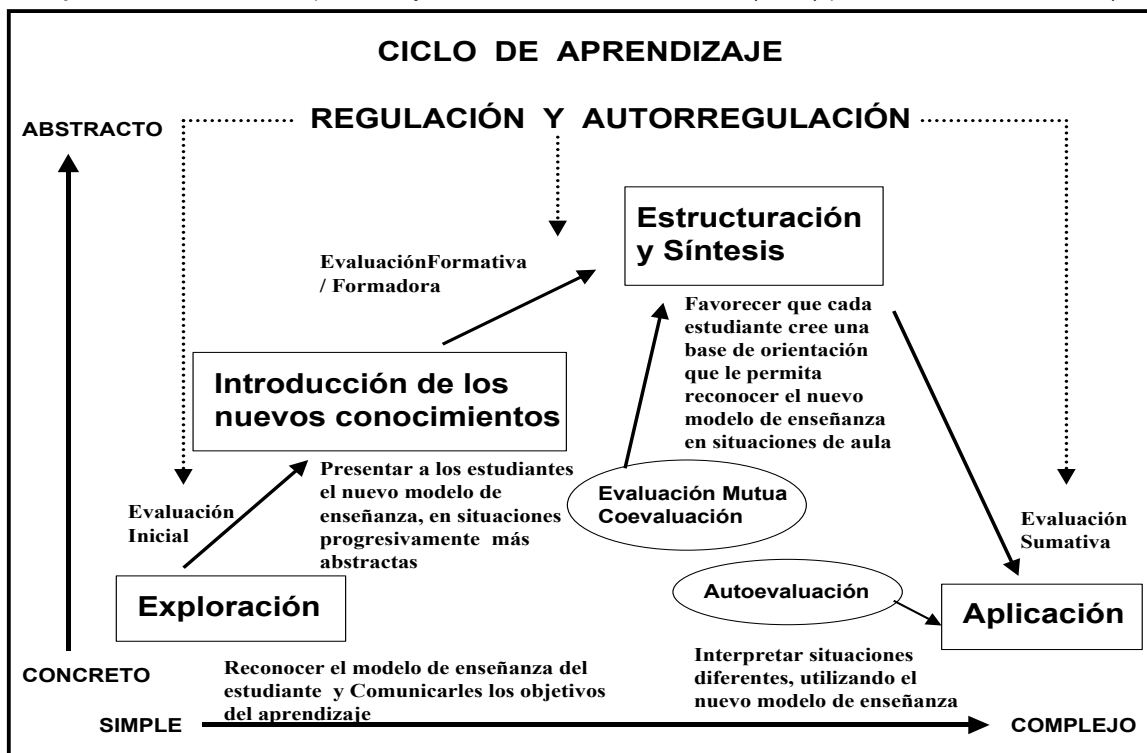 CICLO DE APRENDIZAJE
REGULACIÓN Y AUTORREGULACIÓN
ABSTRACTO
Estructuración
y Síntesis
EvaluaciónFormativa
/ Formadora
Favorecer que cada
estudiante cree una
base de orientación
que le permita
reconocer el nuevo
modelo de enseñanza
en situaciones de aula
Introducción de los
nuevos conocimientos
Presentar a los estudiantes
el nuevo modelo de
enseñanza, en situaciones
progresivamente más
abstractas
Evaluación Mutua
Coevaluación
Evaluación
Inicial
Evaluación
Sumativa
Exploración
Autoevaluación
Aplicación
CONCRETO
Reconocer el modelo de enseñanza del
estudiante y Comunicarles los objetivos
del aprendizaje
Interpretar situaciones
diferentes, utilizando el
nuevo modelo de enseñanza
SIMPLE
COMPLEJO